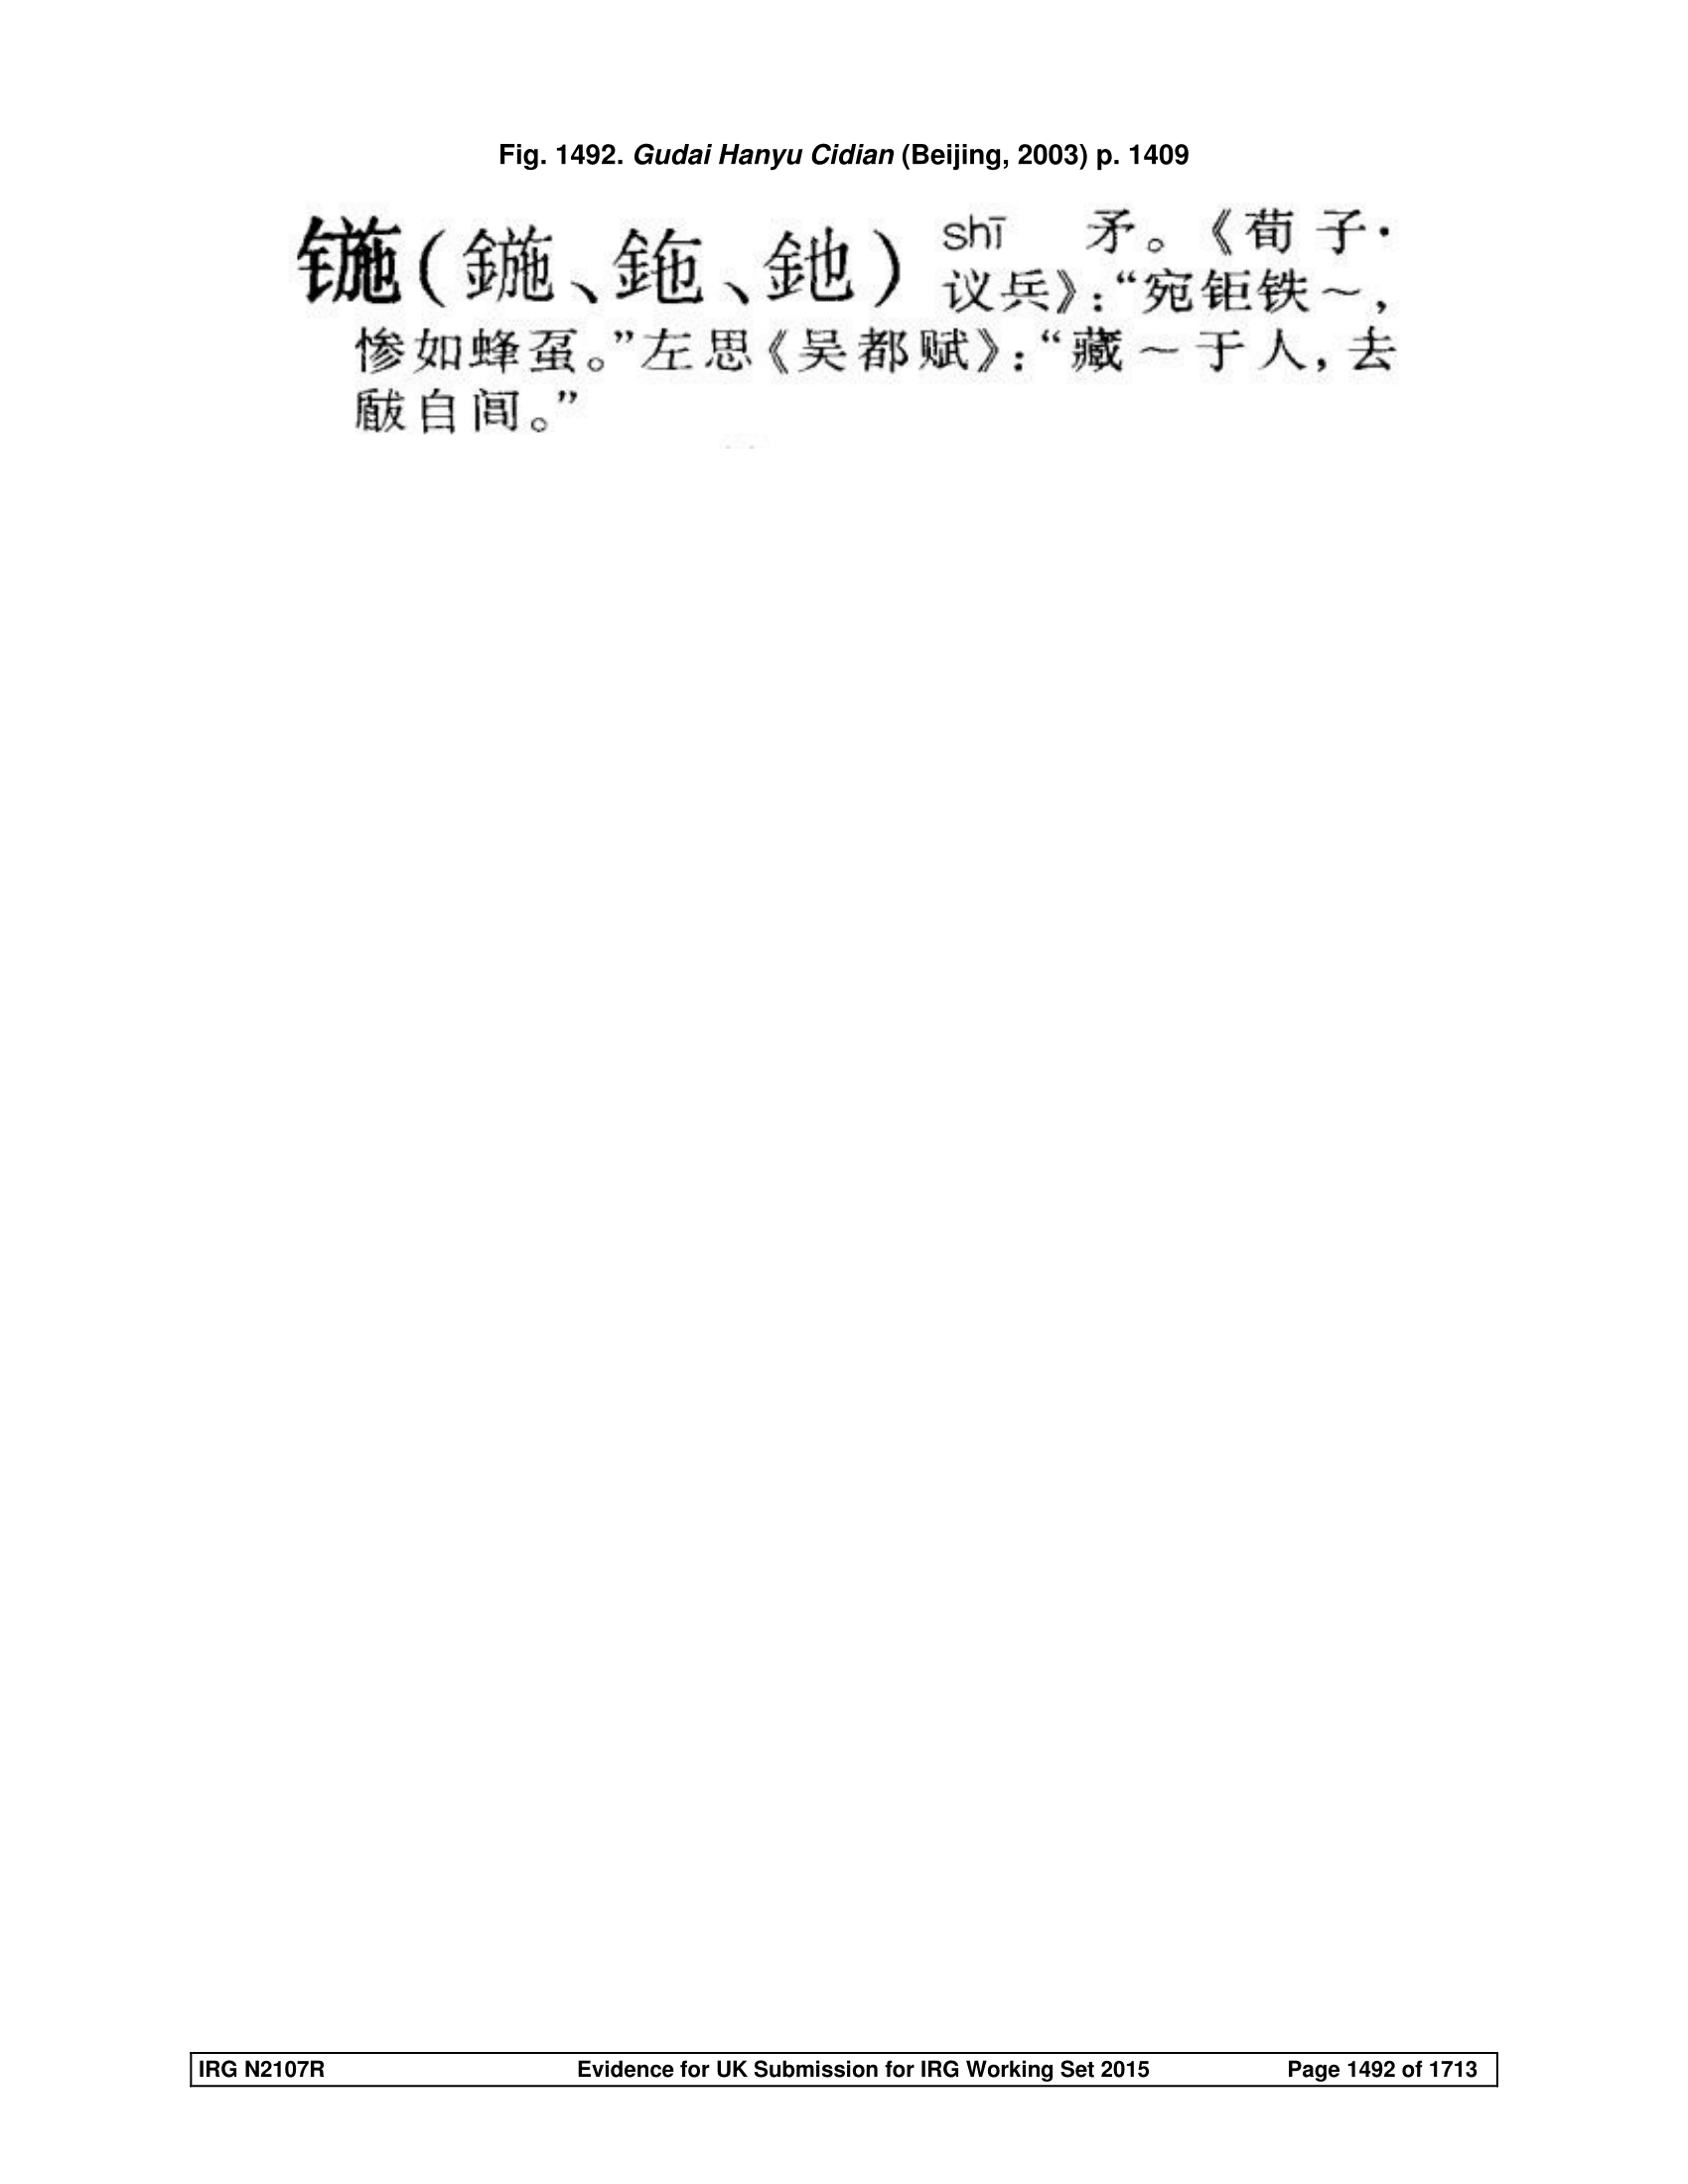 Fig. 1492. Gudai Hanyu Cidian (Beijing, 2003) p. 1409
(鍦、鉇、釶) shī 矛。《荀子·
议兵》:“宛钜铁~,
惨如蜂虿。”左思《吴都赋》:“藏~于人,去
瞂自闾。”
IRG N2107R Evidence for UK Submission for IRG Working Set 2015 Page 1492 of 1713